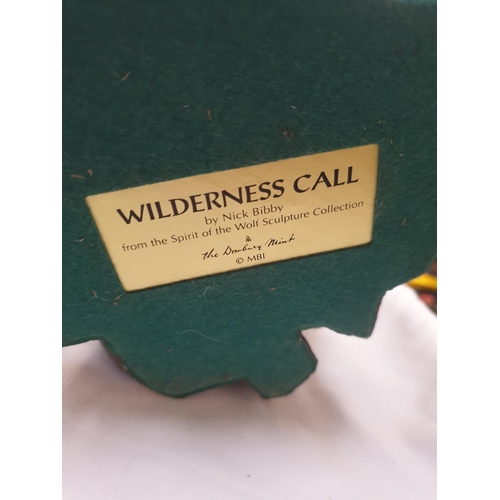 WILDERNESS CALL
by Nick Bibby
from the Spirit of the Wolf Sculpture Collection
the Danbury Mint
© MBI